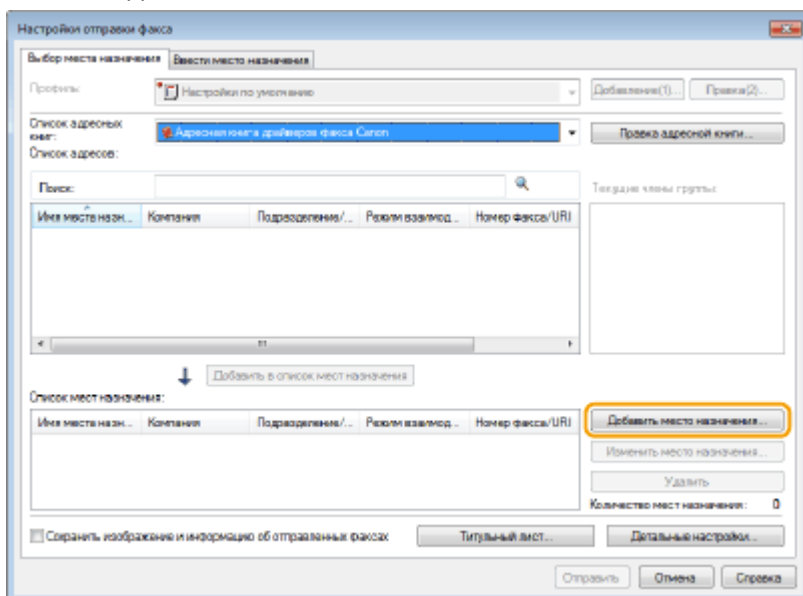 Настройки отправки факса
Выбор места назначения Ввести место назначения
Профиль: Настройки по умолчанию Добавление(1)... Правка(2)...
Список адресных книг: Адресная книга драйверов факса Canon Правка адресной книги...
Список адресов:
Поиск: Текущие члены группы:
Имя места назн... Компания Подразделение/... Режим взаимод... Номер факса/URI
Добавить в список мест назначения
Список мест назначения:
Имя места назн... Компания Подразделение/... Режим взаимод... Номер факса/URI Добавить место назначения...
Изменить место назначения...
Удалить
Количество мест назначения: 0
Сохранить изображение и информацию об отправленных факсах Титульный лист... Детальные настройки...
Отправить Отмена Справка